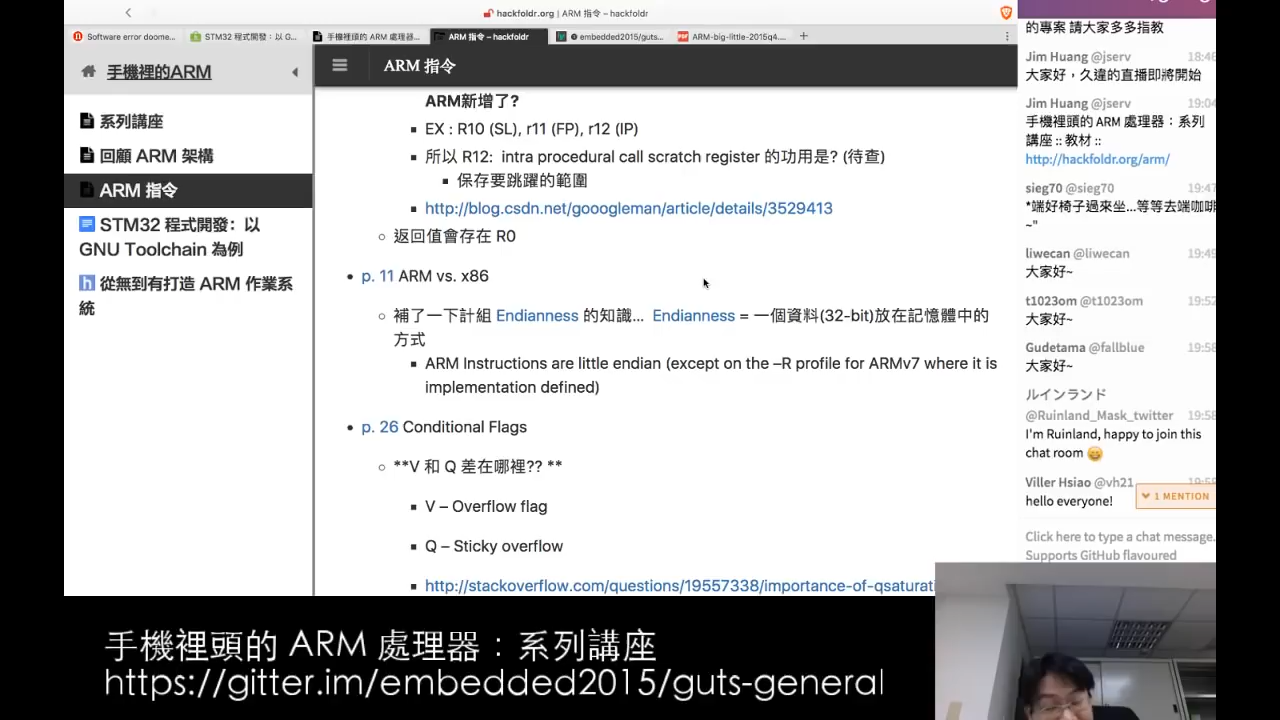 hackfoldr.org | ARM 指令 – hackfoldr
Software error doome...
STM32 程式開發：以 G...
手機裡的 ARM 處理器...
ARM 指令 – hackfoldr
embedded2015/guts...
ARM-big-little-2015q4...
手機裡的ARM
系列講座
回顧 ARM 架構
ARM 指令
STM32 程式開發：以
GNU Toolchain 為例
從無到有打造 ARM 作業系
統
ARM 指令
ARM新增了?
EX : R10 (SL), r11 (FP), r12 (IP)
所以 R12: intra procedural call scratch register 的功用是? (待查)
保存要跳躍的範圍
http://blog.csdn.net/gooogleman/article/details/3529413
返回值會存在 R0
p. 11 ARM vs. x86
補了一下計組 Endianness 的知識... Endianness = 一個資料(32-bit)放在記憶體中的
方式
ARM Instructions are little endian (except on the –R profile for ARMv7 where it is
implementation defined)
p. 26 Conditional Flags
**V 和 Q 差在哪裡?? **
V – Overflow flag
Q – Sticky overflow
http://stackoverflow.com/questions/19557338/importance-of-qsaturati
的專案 請大家多多指教
Jim Huang @jserv 18:46
大家好，久違的直播即將開始
Jim Huang @jserv 19:04
手機裡頭的 ARM 處理器：系列
講座 :: 教材 ::
http://hackfoldr.org/arm/
sieg70 @sieg70 19:47
*端好椅子過來坐...等等去端咖啡
~"
liwecan @liwecan 19:49
大家好~
t1023om @t1023om 19:52
大家好~
Gudetama @fallblue 19:58
大家好~
ルインランド
@Ruinland_Mask_twitter 19:58
I'm Ruinland, happy to join this
chat room
Viller Hsiao @vh21 19:58
hello everyone!
1 MENTION
Click here to type a chat message.
Supports GitHub flavoured
手機裡頭的 ARM 處理器：系列講座
https://gitter.im/embedded2015/guts-general